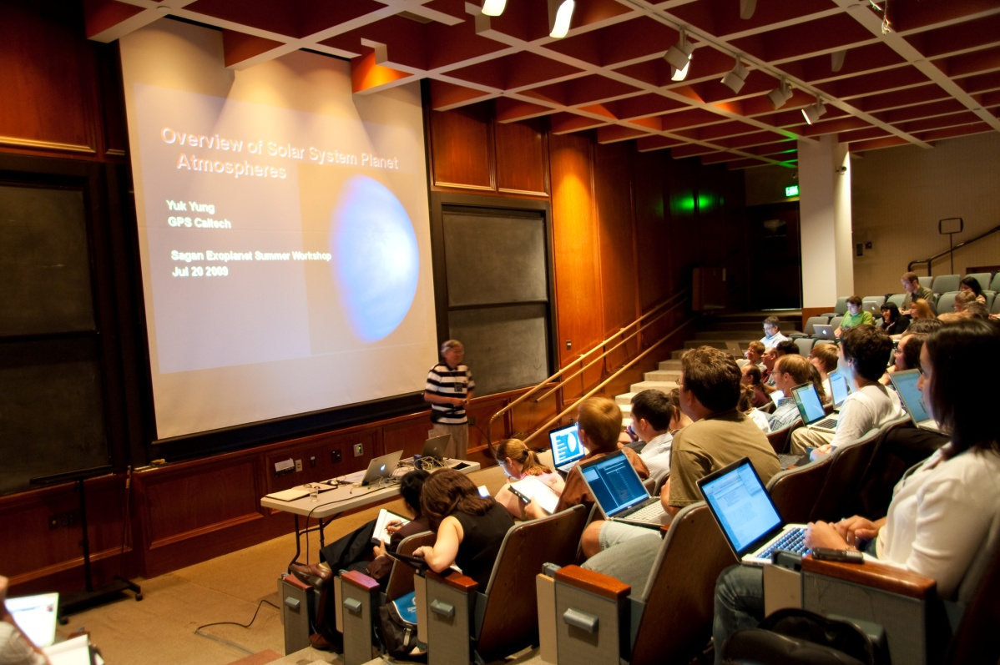 Overview of Solar System Planet
Atmospheres
Yuk Yung
GPS Caltech
Sagan Exoplanet Summer Workshop
Jul 20 2009